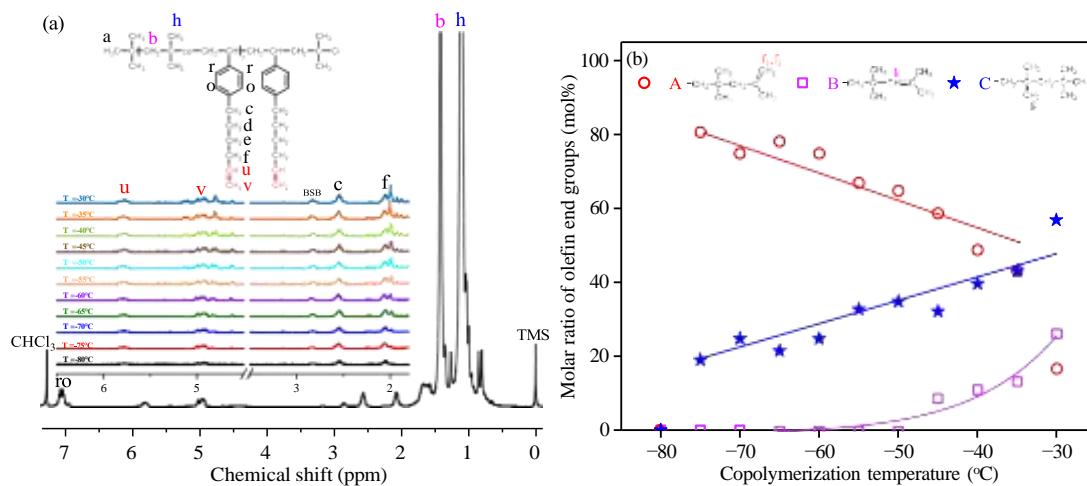 (a)
h
a
b
r
r
o
o
c
d
e
f
u
v
u
v
BSB
c
f
T =-30°C
T =-35°C
T =-40°C
T =-45°C
T =-50°C
T =-55°C
T =-60°C
T =-65°C
T =-70°C
T =-75°C
T =-80°C
6
5
3
2
b
h
CHCl3
ro
TMS
7
6
5
4
3
2
1
0
Chemical shift (ppm)
(b)
A
B
C
100
80
60
40
20
0
Molar ratio of olefin end groups (mol%)
−80
−70
−60
−50
−40
−30
Copolymerization temperature (°C)